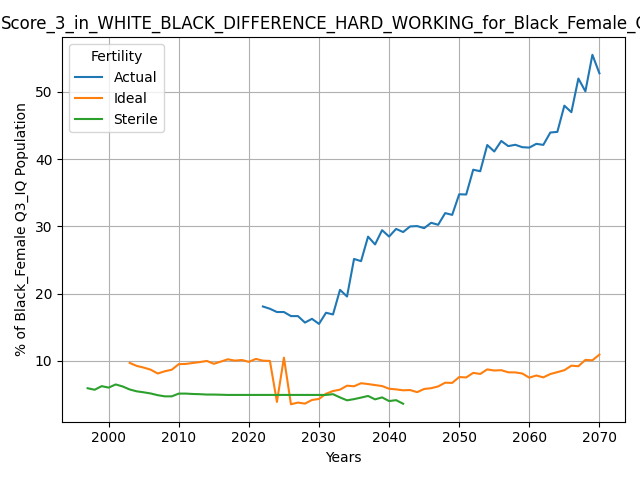 Score_3_in_WHITE_BLACK_DIFFERENCE_HARD_WORKING_for_Black_Female_
Fertility
Actual
Ideal
Sterile
% of Black_Female Q3_IQ Population
50
40
30
20
10
2000 2010 2020 2030 2040 2050 2060 2070
Years